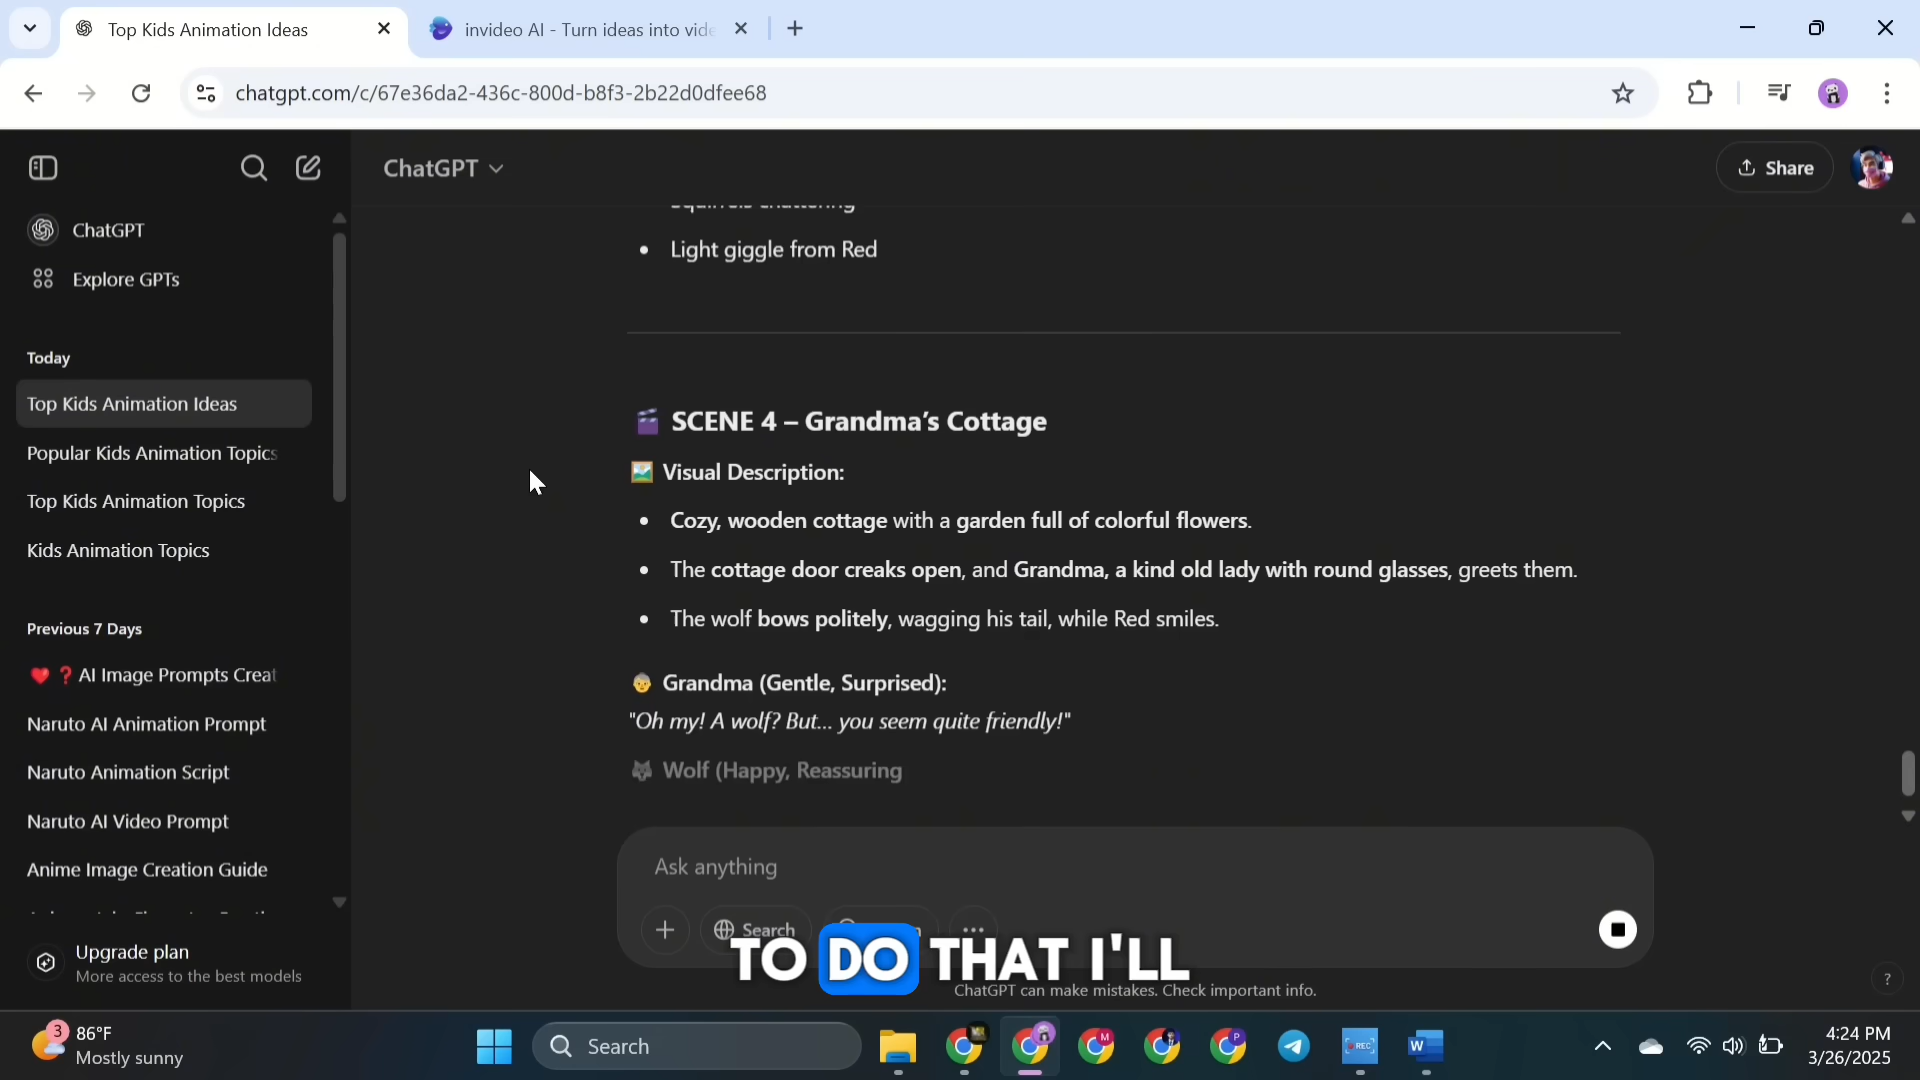 Top Kids Animation Ideas
invideo AI - Turn ideas into vide
chatgpt.com/c/67e36da2-436c-800d-b8f3-2b22d0dfee68
ChatGPT
Share
ChatGPT
Explore GPTs
Today
Top Kids Animation Ideas
Popular Kids Animation Topics
Top Kids Animation Topics
Kids Animation Topics
Previous 7 Days
❤️❓ AI Image Prompts Creat
Naruto AI Animation Prompt
Naruto Animation Script
Naruto AI Video Prompt
Anime Image Creation Guide
Upgrade plan
More access to the best models
Squirrels chattering
• Light giggle from Red
🎬 SCENE 4 – Grandma's Cottage
🖼️ Visual Description:
• Cozy, wooden cottage with a garden full of colorful flowers.
• The cottage door creaks open, and Grandma, a kind old lady with round glasses, greets them.
• The wolf bows politely, wagging his tail, while Red smiles.
👵 Grandma (Gentle, Surprised):
"Oh my! A wolf? But... you seem quite friendly!"
🐺 Wolf (Happy, Reassuring
Ask anything
Search
TO DO THAT I'LL
ChatGPT can make mistakes. Check important info.
?
3
86°F
Mostly sunny
Search
M
P
REC
W
4:24 PM
3/26/2025